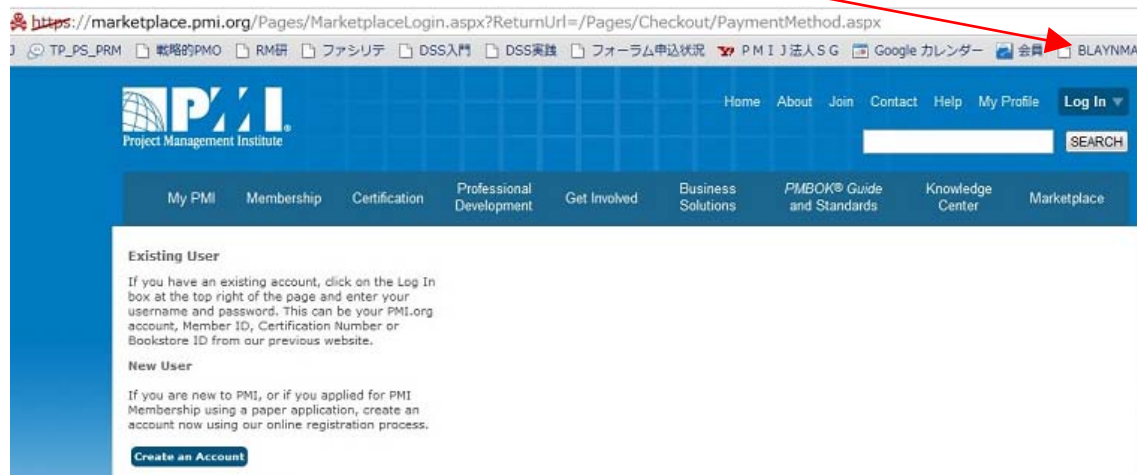 https://marketplace.pmi.org/Pages/MarketplaceLogin.aspx?ReturnUrl=/Pages/Checkout/PaymentMethod.aspx
TP_PS_PRM 戦略的PMO RM研 ファシリテ DSS入門 DSS実践 フォーラム申込状況 PMIJ法人SG Google カレンダー 会員 BLAYNMA
PMI®
Project Management Institute
Home About Join Contact Help My Profile Log In
SEARCH
My PMI Membership Certification Professional Development Get Involved Business Solutions PMBOK® Guide and Standards Knowledge Center Marketplace
Existing User
If you have an existing account, click on the Log In
box at the top right of the page and enter your
username and password. This can be your PMI.org
account, Member ID, Certification Number or
Bookstore ID from our previous website.
New User
If you are new to PMI, or if you applied for PMI
Membership using a paper application, create an
account now using our online registration process.
Create an Account